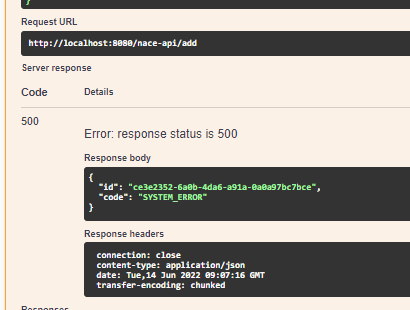 }
Request URL
http://localhost:8080/nace-api/add
Server response
Code Details
500
Error: response status is 500
Response body
{
"id": "ce3e2352-6a0b-4da6-a91a-0a0a97bc7bce",
"code": "SYSTEM_ERROR"
}
Response headers
connection: close
content-type: application/json
date: Tue,14 Jun 2022 09:07:16 GMT
transfer-encoding: chunked
Responses